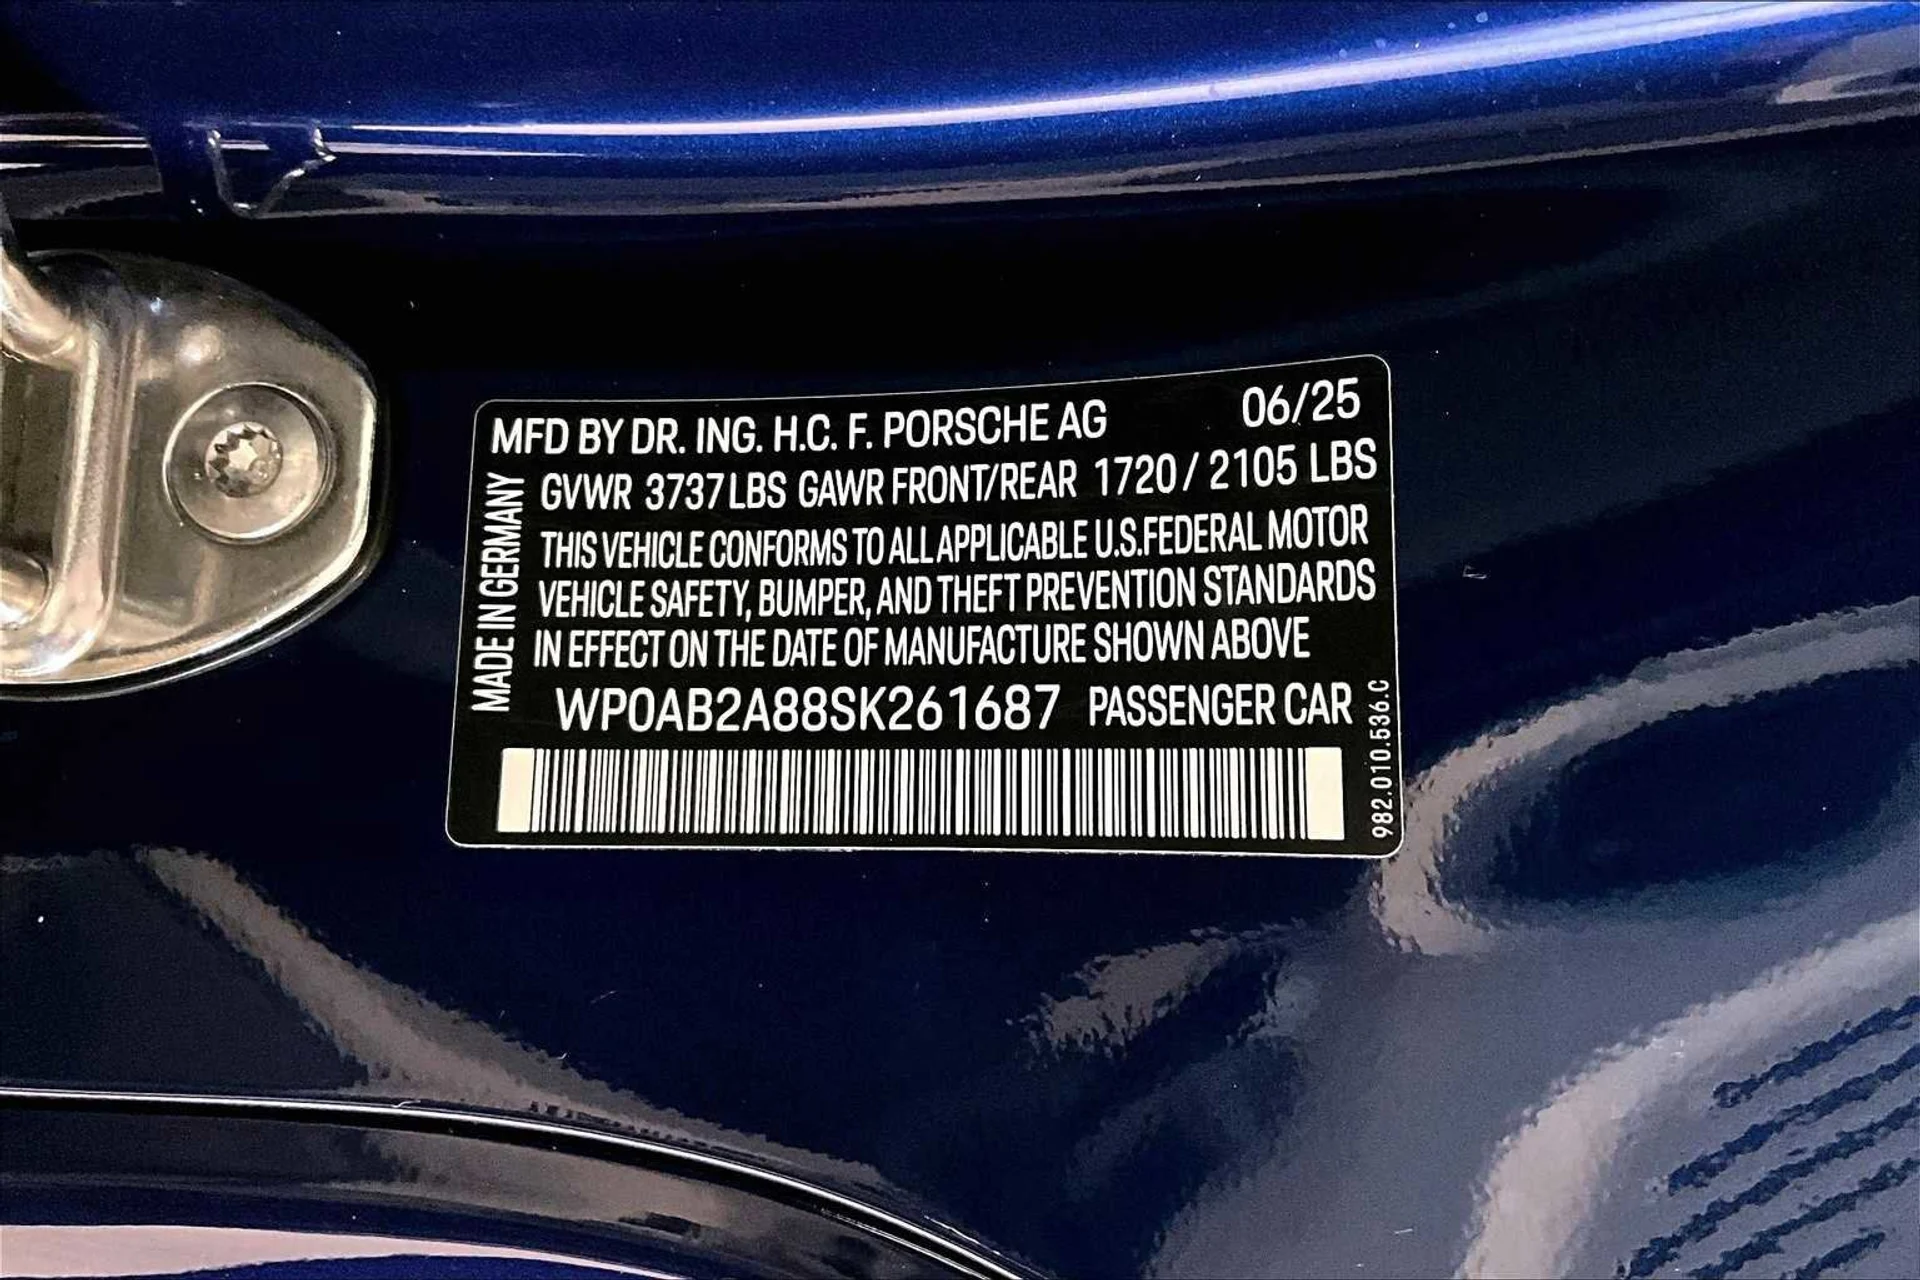 MFD BY DR. ING. H.C. F. PORSCHE AG 06/25
GVWR 3737LBS GAWR FRONT/REAR 1720 / 2105 LBS
THIS VEHICLE CONFORMS TO ALL APPLICABLE U.S.FEDERAL MOTOR
VEHICLE SAFETY, BUMPER, AND THEFT PREVENTION STANDARDS
IN EFFECT ON THE DATE OF MANUFACTURE SHOWN ABOVE
WP0AB2A88SK261687 PASSENGER CAR
MADE IN GERMANY
982.010.536.C